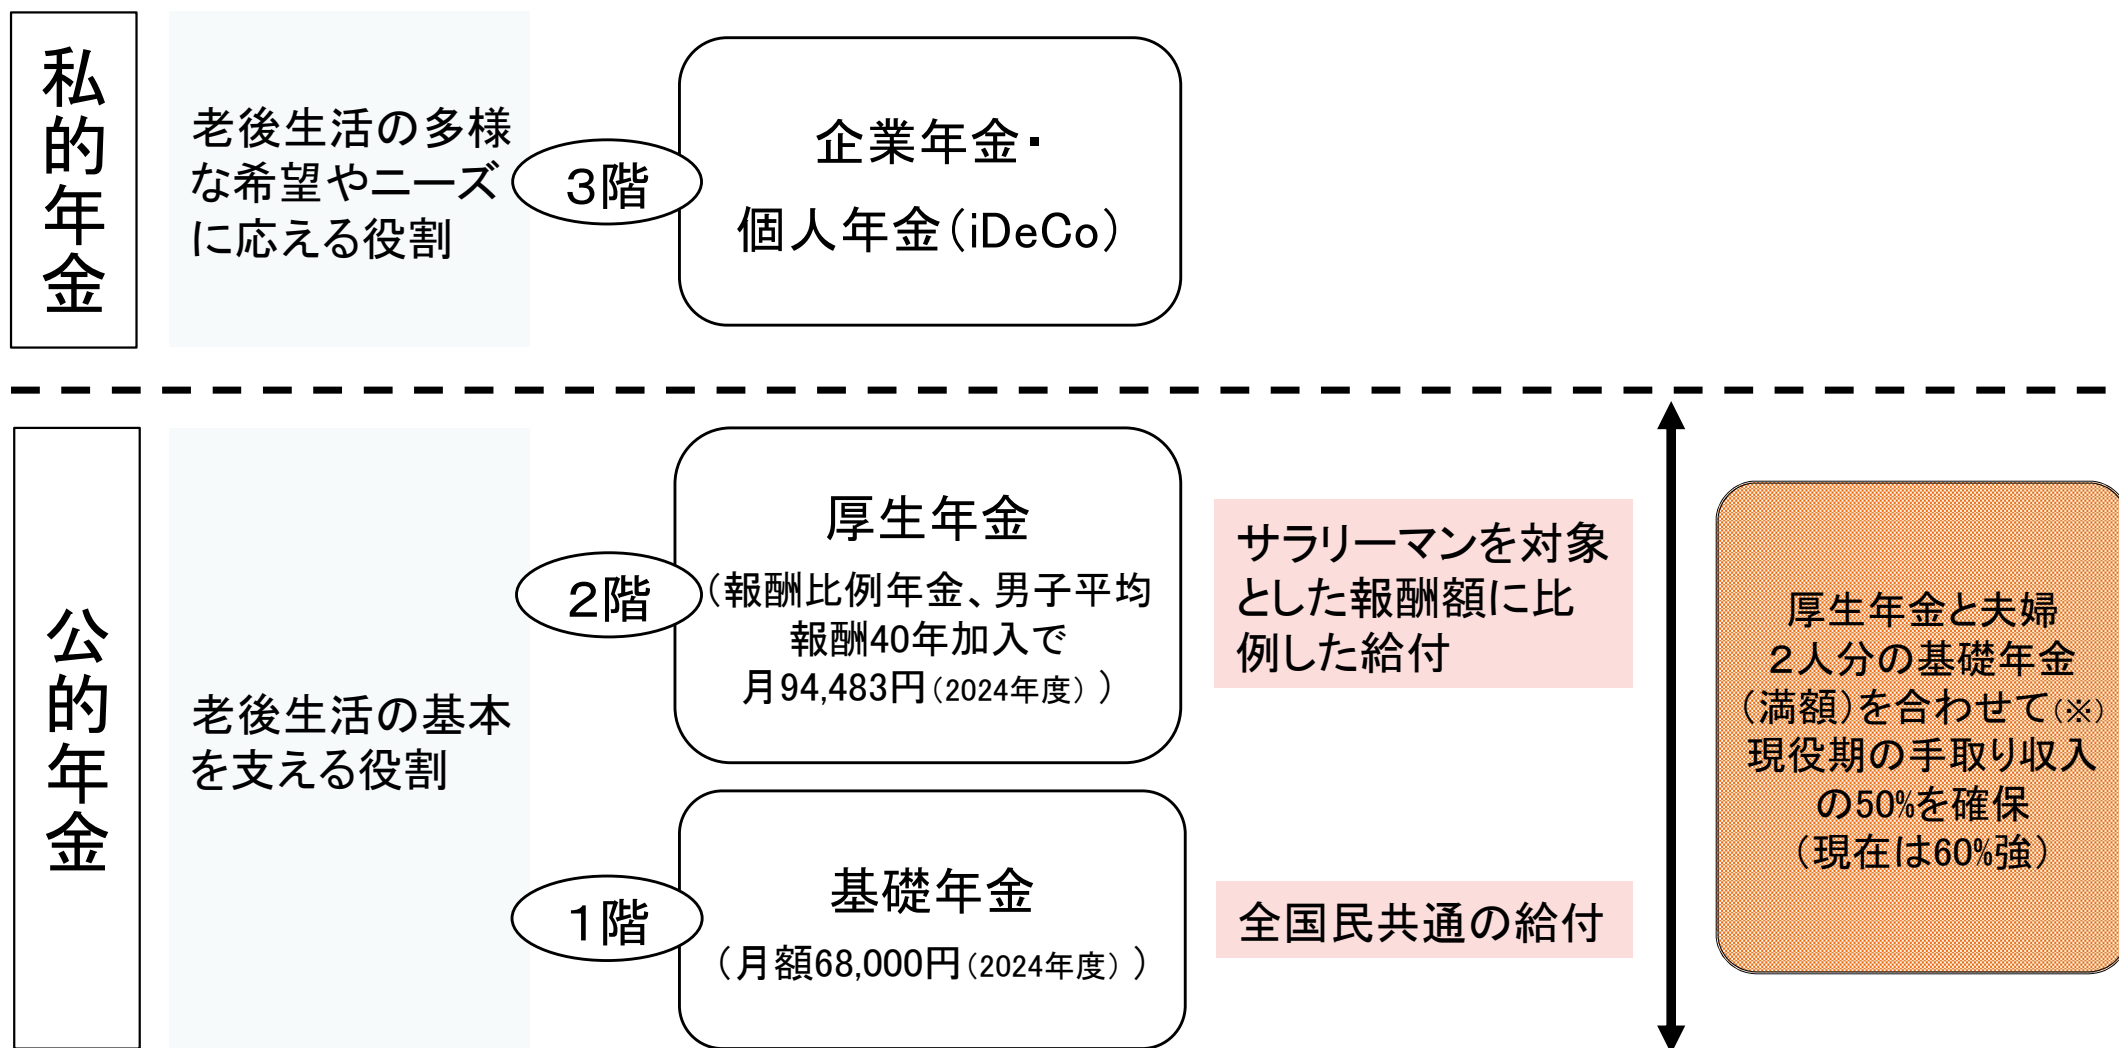 私的年金
老後生活の多様
な希望やニーズ
に応える役割
3階
企業年金・
個人年金（iDeCo）
公的年金
老後生活の基本
を支える役割
2階
厚生年金
（報酬比例年金、男子平均
報酬40年加入で
月94,483円（2024年度））
サラリーマンを対象
とした報酬額に比
例した給付
1階
基礎年金
（月額68,000円（2024年度））
全国民共通の給付
厚生年金と夫婦
2人分の基礎年金
（満額）を合わせて（※）
現役期の手取り収入
の50%を確保
（現在は60%強）